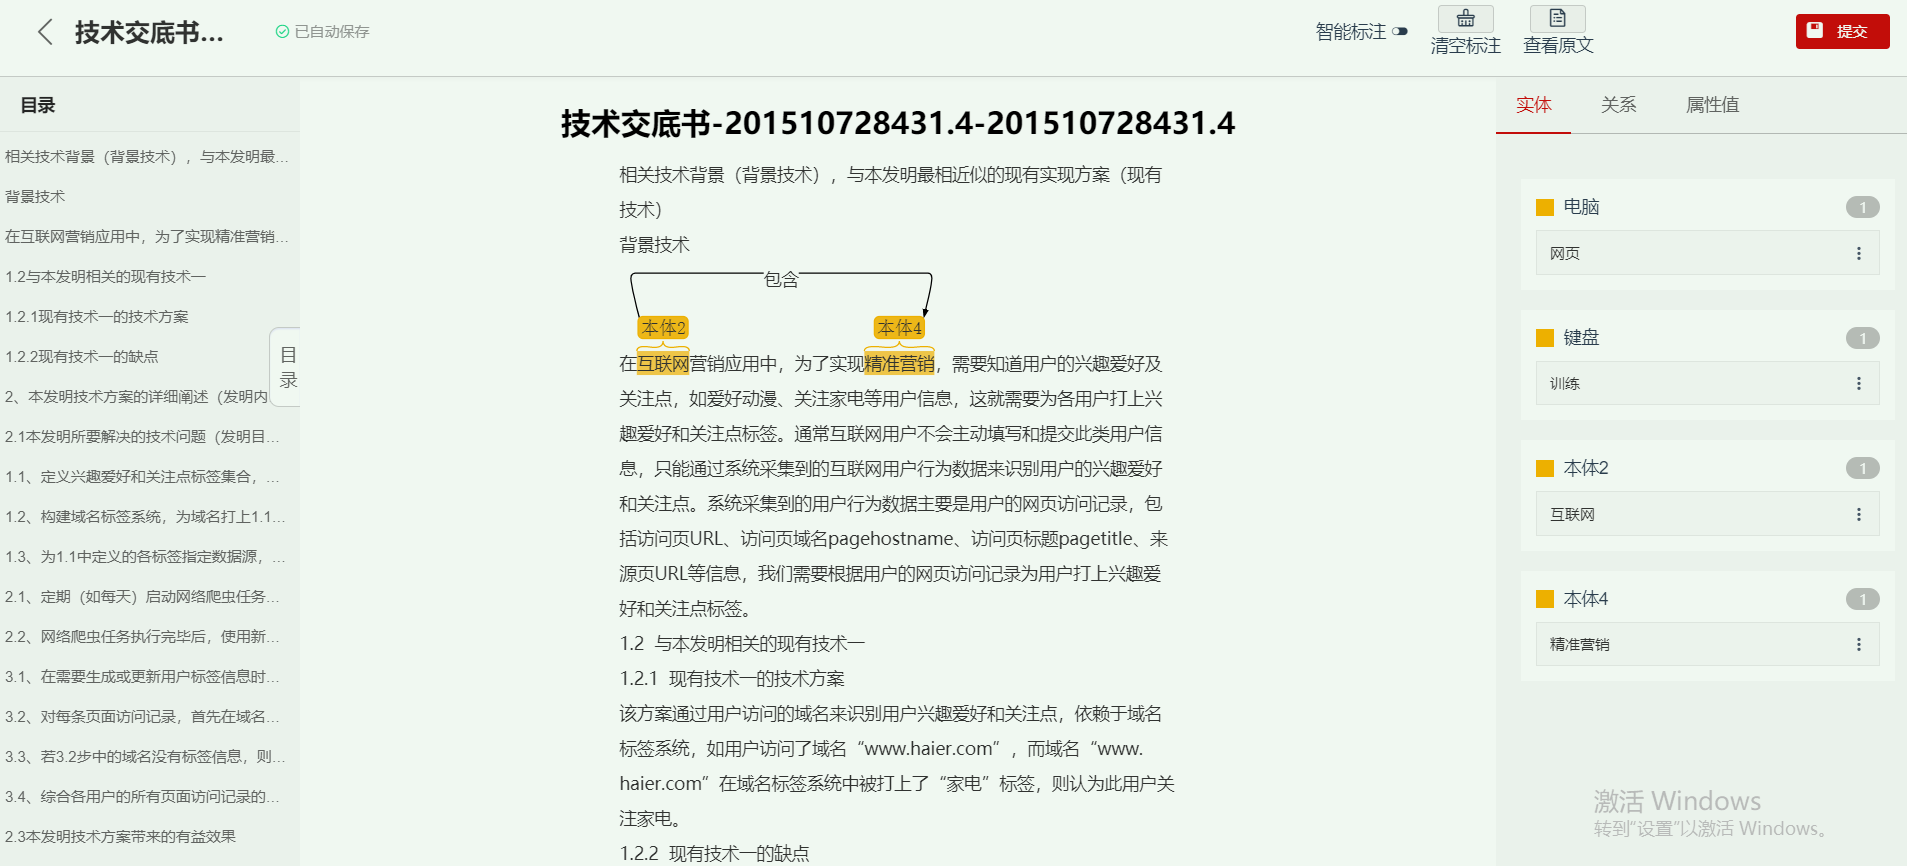 技术交底书...
已自动保存
智能标注
清空标注
查看原文
提交
目录
相关技术背景（背景技术），与本发明最...
背景技术
在互联网营销应用中，为了实现精准营销...
1.2与本发明相关的现有技术一
1.2.1现有技术一的技术方案
1.2.2现有技术一的缺点
2、本发明技术方案的详细阐述（发明内
2.1本发明所要解决的技术问题（发明目...
1.1、定义兴趣爱好和关注点标签集合，...
1.2、构建域名标签系统，为域名打上1.1...
1.3、为1.1中定义的各标签指定数据源，...
2.1、定期（如每天）启动网络爬虫任务...
2.2、网络爬虫任务执行完毕后，使用新...
3.1、在需要生成或更新用户标签信息时...
3.2、对每条页面访问记录，首先在域名...
3.3、若3.2步中的域名没有标签信息，则...
3.4、综合各用户的所有页面访问记录的...
2.3本发明技术方案带来的有益效果
目
录
技术交底书-201510728431.4-201510728431.4
相关技术背景（背景技术），与本发明最相近似的现有实现方案（现有
技术）
背景技术
包含
本体2
本体4
在互联网营销应用中，为了实现精准营销，需要知道用户的兴趣爱好及
关注点，如爱好动漫、关注家电等用户信息，这就需要为各用户打上兴
趣爱好和关注点标签。通常互联网用户不会主动填写和提交此类用户信
息，只能通过系统采集到的互联网用户行为数据来识别用户的兴趣爱好
和关注点。系统采集到的用户行为数据主要是用户的网页访问记录，包
括访问页URL、访问页域名pagehostname、访问页标题pagetitle、来
源页URL等信息，我们需要根据用户的网页访问记录为用户打上兴趣爱
好和关注点标签。
1.2 与本发明相关的现有技术一
1.2.1 现有技术一的技术方案
该方案通过用户访问的域名来识别用户兴趣爱好和关注点，依赖于域名
标签系统，如用户访问了域名“www.haier.com”，而域名“www.
haier.com”在域名标签系统中被打上了“家电”标签，则认为此用户关
注家电。
1.2.2 现有技术一的缺点
实体
关系
属性值
电脑
1
网页
键盘
1
训练
本体2
1
互联网
本体4
1
精准营销
激活 Windows
转到“设置”以激活 Windows。